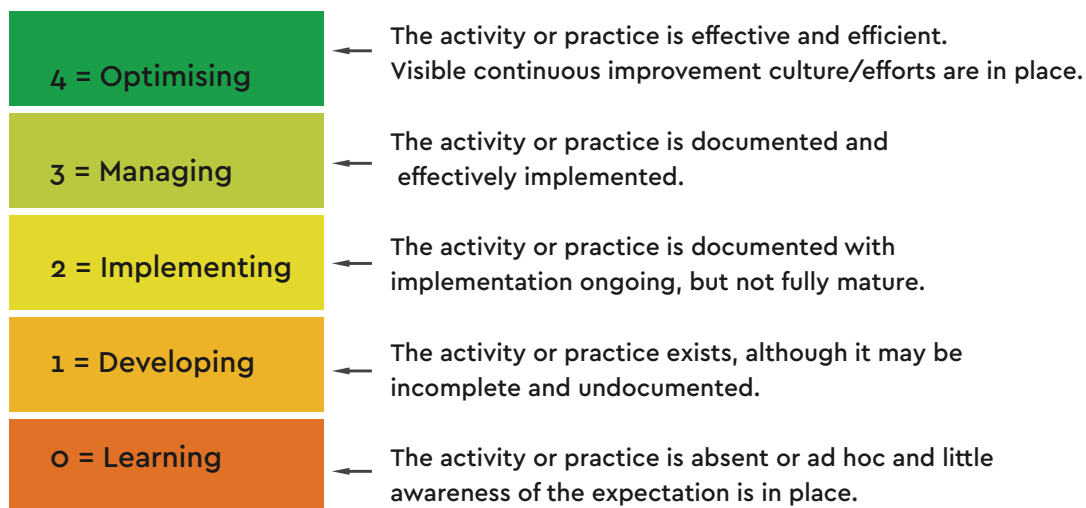 4 = Optimising
The activity or practice is effective and efficient.
Visible continuous improvement culture/efforts are in place.
3 = Managing
The activity or practice is documented and
effectively implemented.
2 = Implementing
The activity or practice is documented with
implementation ongoing, but not fully mature.
1 = Developing
The activity or practice exists, although it may be
incomplete and undocumented.
0 = Learning
The activity or practice is absent or ad hoc and little
awareness of the expectation is in place.